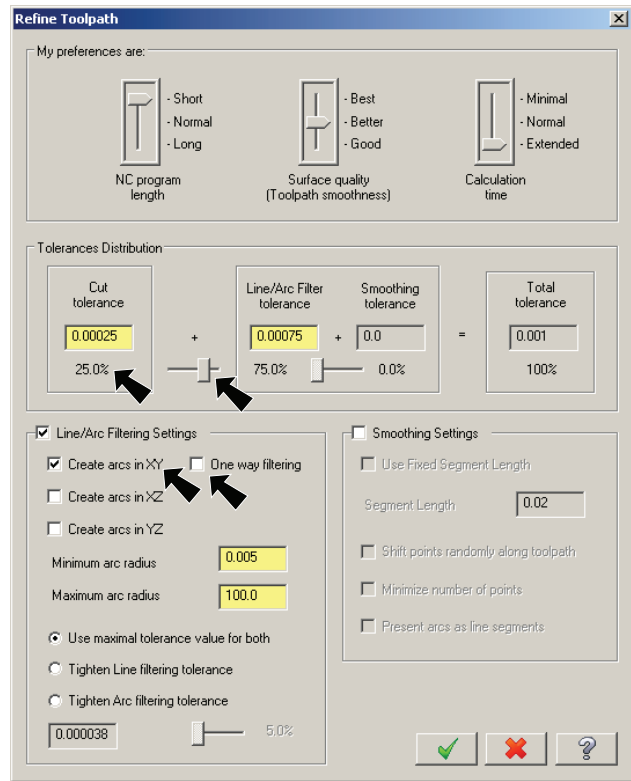 Refine Toolpath
My preferences are:
- Short
- Normal
- Long
NC program
length
- Best
- Better
- Good
Surface quality
(Toolpath smoothness)
- Minimal
- Normal
- Extended
Calculation
time
Tolerances Distribution
Cut
tolerance
0.00025
25.0%
+
Line/Arc Filter
tolerance
0.00075
75.0%
+
Smoothing
tolerance
0.0
0.0%
=
Total
tolerance
0.001
100%
Line/Arc Filtering Settings
Create arcs in XY
One way filtering
Create arcs in XZ
Create arcs in YZ
Minimum arc radius
0.005
Maximum arc radius
100.0
Use maximal tolerance value for both
Tighten Line filtering tolerance
Tighten Arc filtering tolerance
0.000038
5.0%
Smoothing Settings
Use Fixed Segment Length
Segment Length
0.02
Shift points randomly along toolpath
Minimize number of points
Present arcs as line segments
?